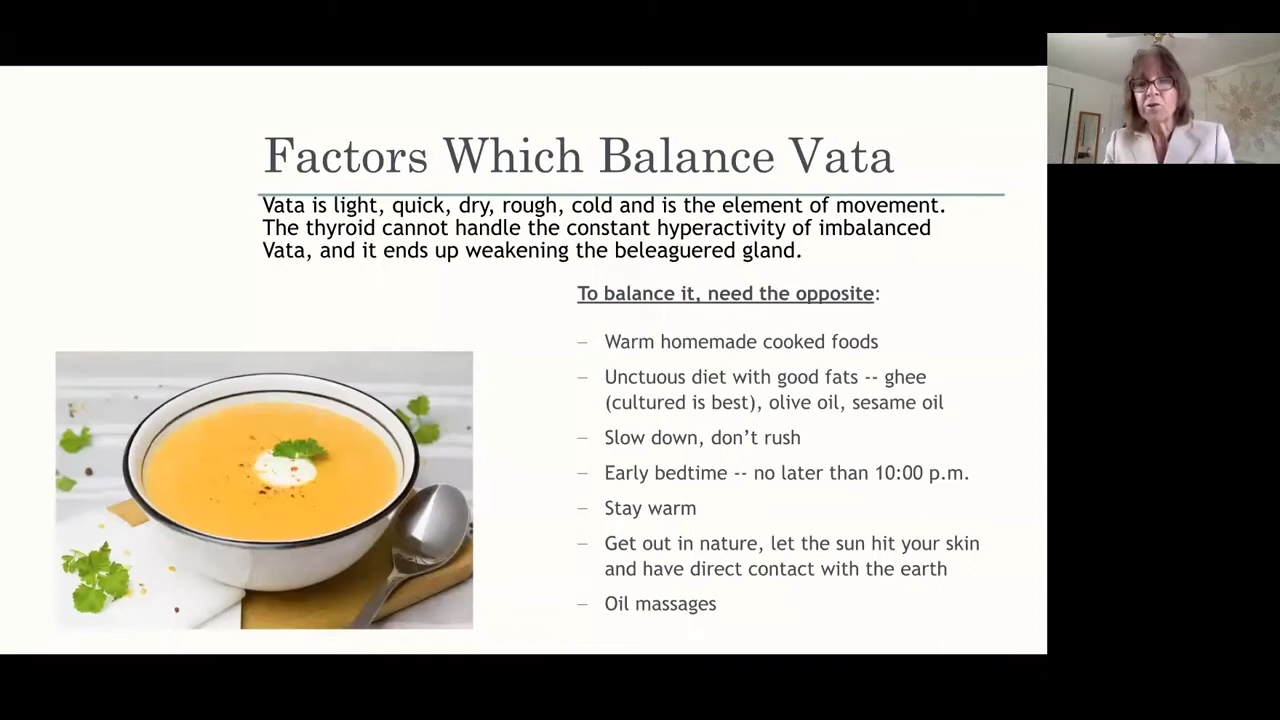 Factors Which Balance Vata
Vata is light, quick, dry, rough, cold and is the element of movement.
The thyroid cannot handle the constant hyperactivity of imbalanced
Vata, and it ends up weakening the beleaguered gland.
To balance it, need the opposite:
– Warm homemade cooked foods
– Unctuous diet with good fats -- ghee
(cultured is best), olive oil, sesame oil
– Slow down, don’t rush
– Early bedtime -- no later than 10:00 p.m.
– Stay warm
– Get out in nature, let the sun hit your skin
and have direct contact with the earth
– Oil massages